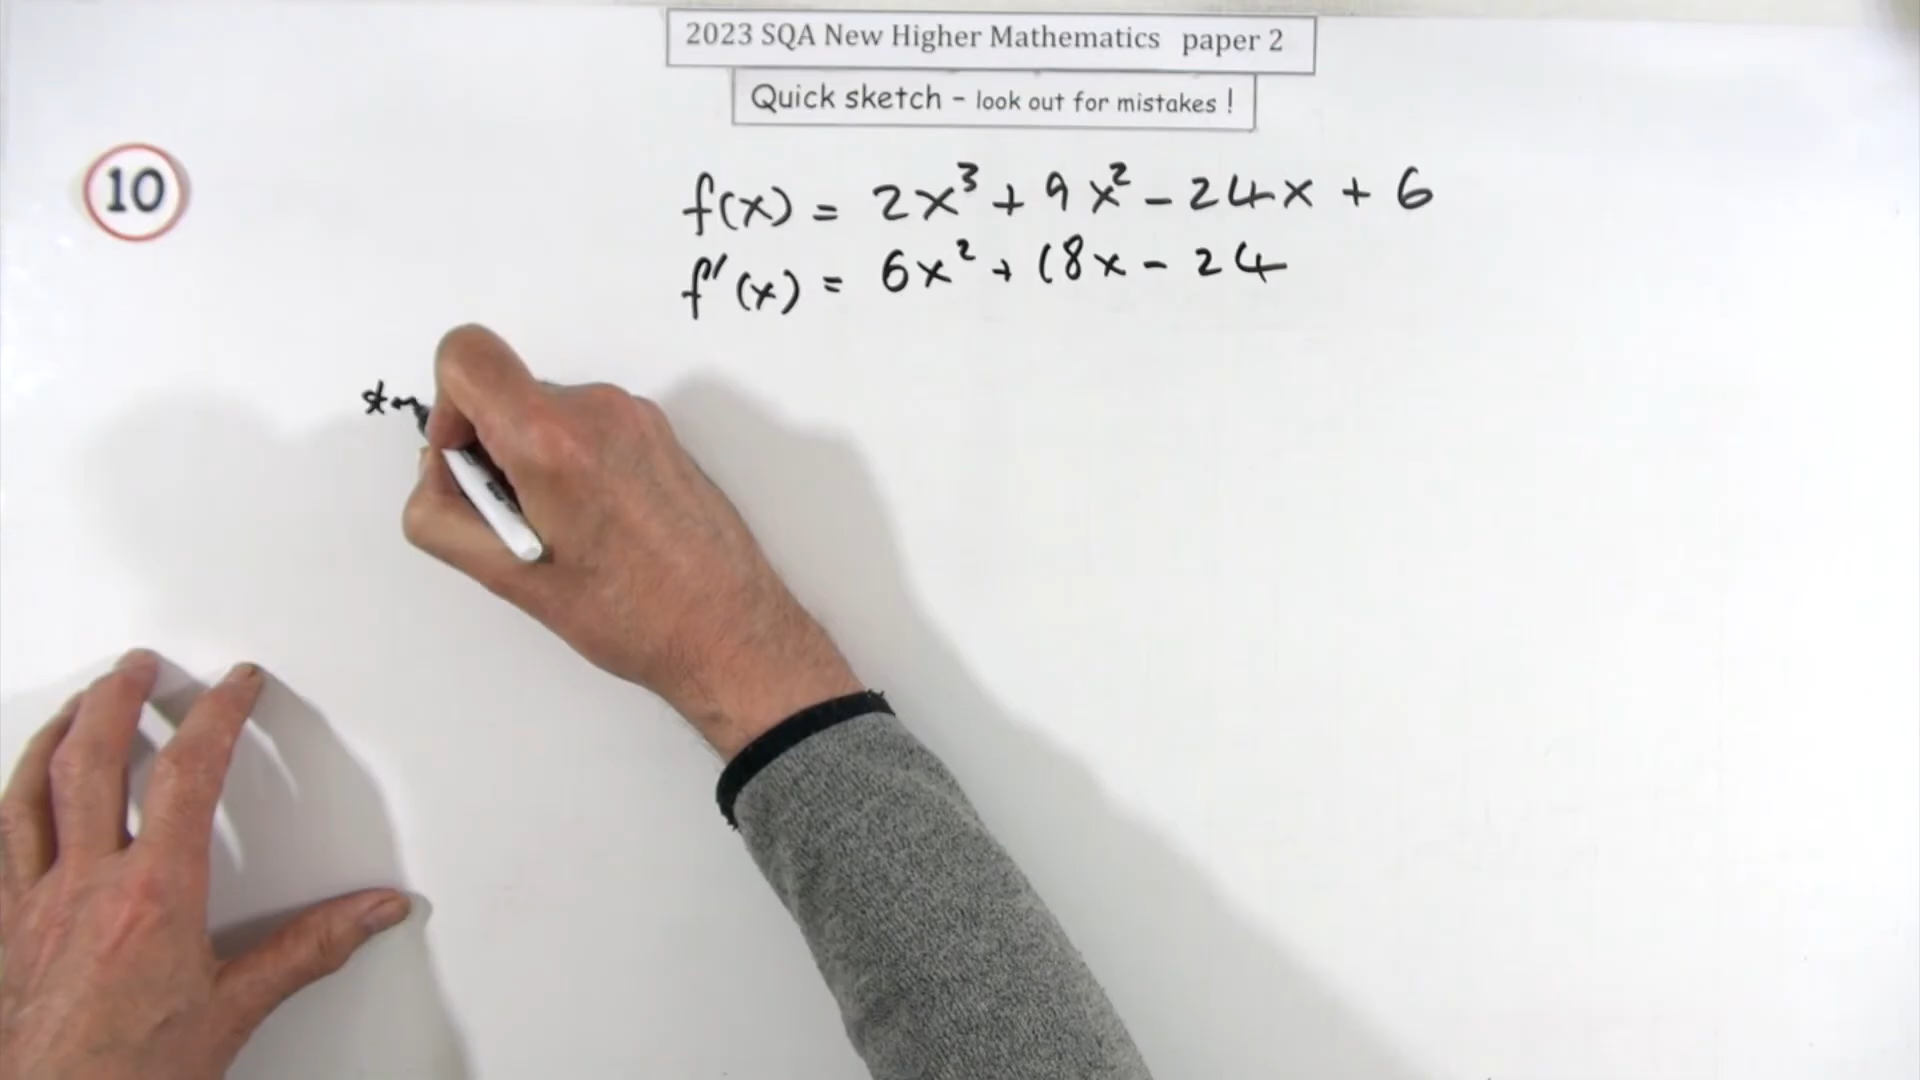 2023 SQA New Higher Mathematics paper 2
Quick sketch - look out for mistakes !
10
f(x) = 2x³ + 9x² - 24x + 6
f'(x) = 6x² + 18x - 24